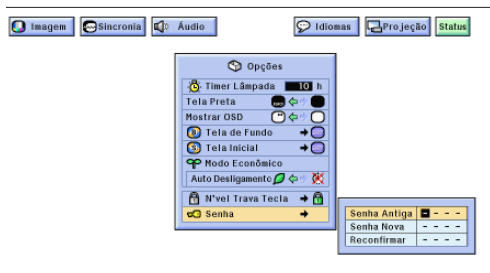 Imagem Sincronia Áudio Idiomas Projeção Status
Opções
Timer Lâmpada 10 h
Tela Preta
Mostrar OSD
Tela de Fundo
Tela Inicial
Modo Econômico
Auto Desligamento
N'vel Trava Tecla
Senha
Senha Antiga - - - -
Senha Nova - - - -
Reconfirmar - - - -